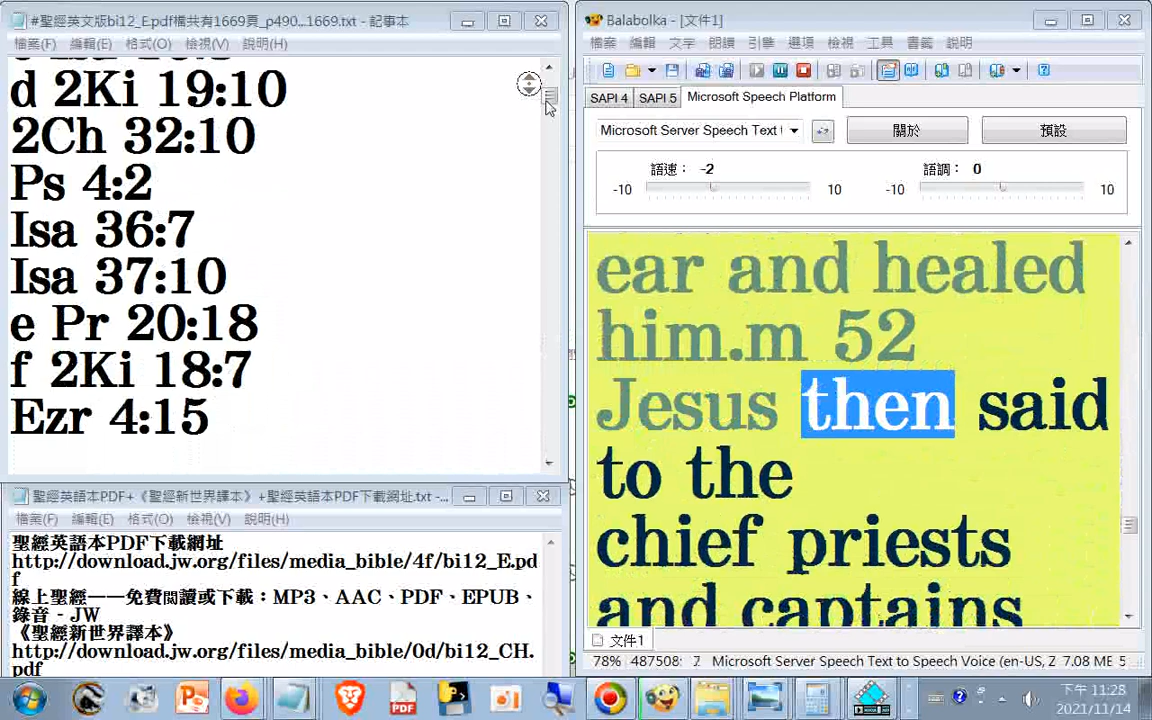 #聖經英文版bi12_Epdf檔共有1669頁_p490...1669.txt - 記事本
檔案(F) 編輯(E) 格式(O) 檢視(V) 說明(H)
d 2Ki 19:10
2Ch 32:10
Ps 4:2
Isa 36:7
Isa 37:10
e Pr 20:18
f 2Ki 18:7
Ezr 4:15
聖經英語本PDF+《聖經新世界譯本》+聖經英語本PDF下載網址.txt -...
檔案(F) 編輯(E) 格式(O) 檢視(V) 說明(H)
聖經英語本PDF下載網址
http://download.jw.org/files/media_bible/4f/bi12_E.pd
f
線上聖經——免費閱讀或下載：MP3、AAC、PDF、EPUB、
錄音 - JW
《聖經新世界譯本》
http://download.jw.org/files/media_bible/0d/bi12_CH.
pdf
Balabolka - [文件1]
檔案 編輯 文字 朗讀 引擎 選項 檢視 工具 書籤 說明
SAPI 4 SAPI 5 Microsoft Speech Platform
Microsoft Server Speech Text 關於 預設
語速： -2 語調： 0
-10 10 -10 10
ear and healed
him.m 52
Jesus then said
to the
chief priests
and captains
文件1
78% 487508: Microsoft Server Speech Text to Speech Voice (en-US, Z 7.08 ME 5
下午 11:28
2021/11/14